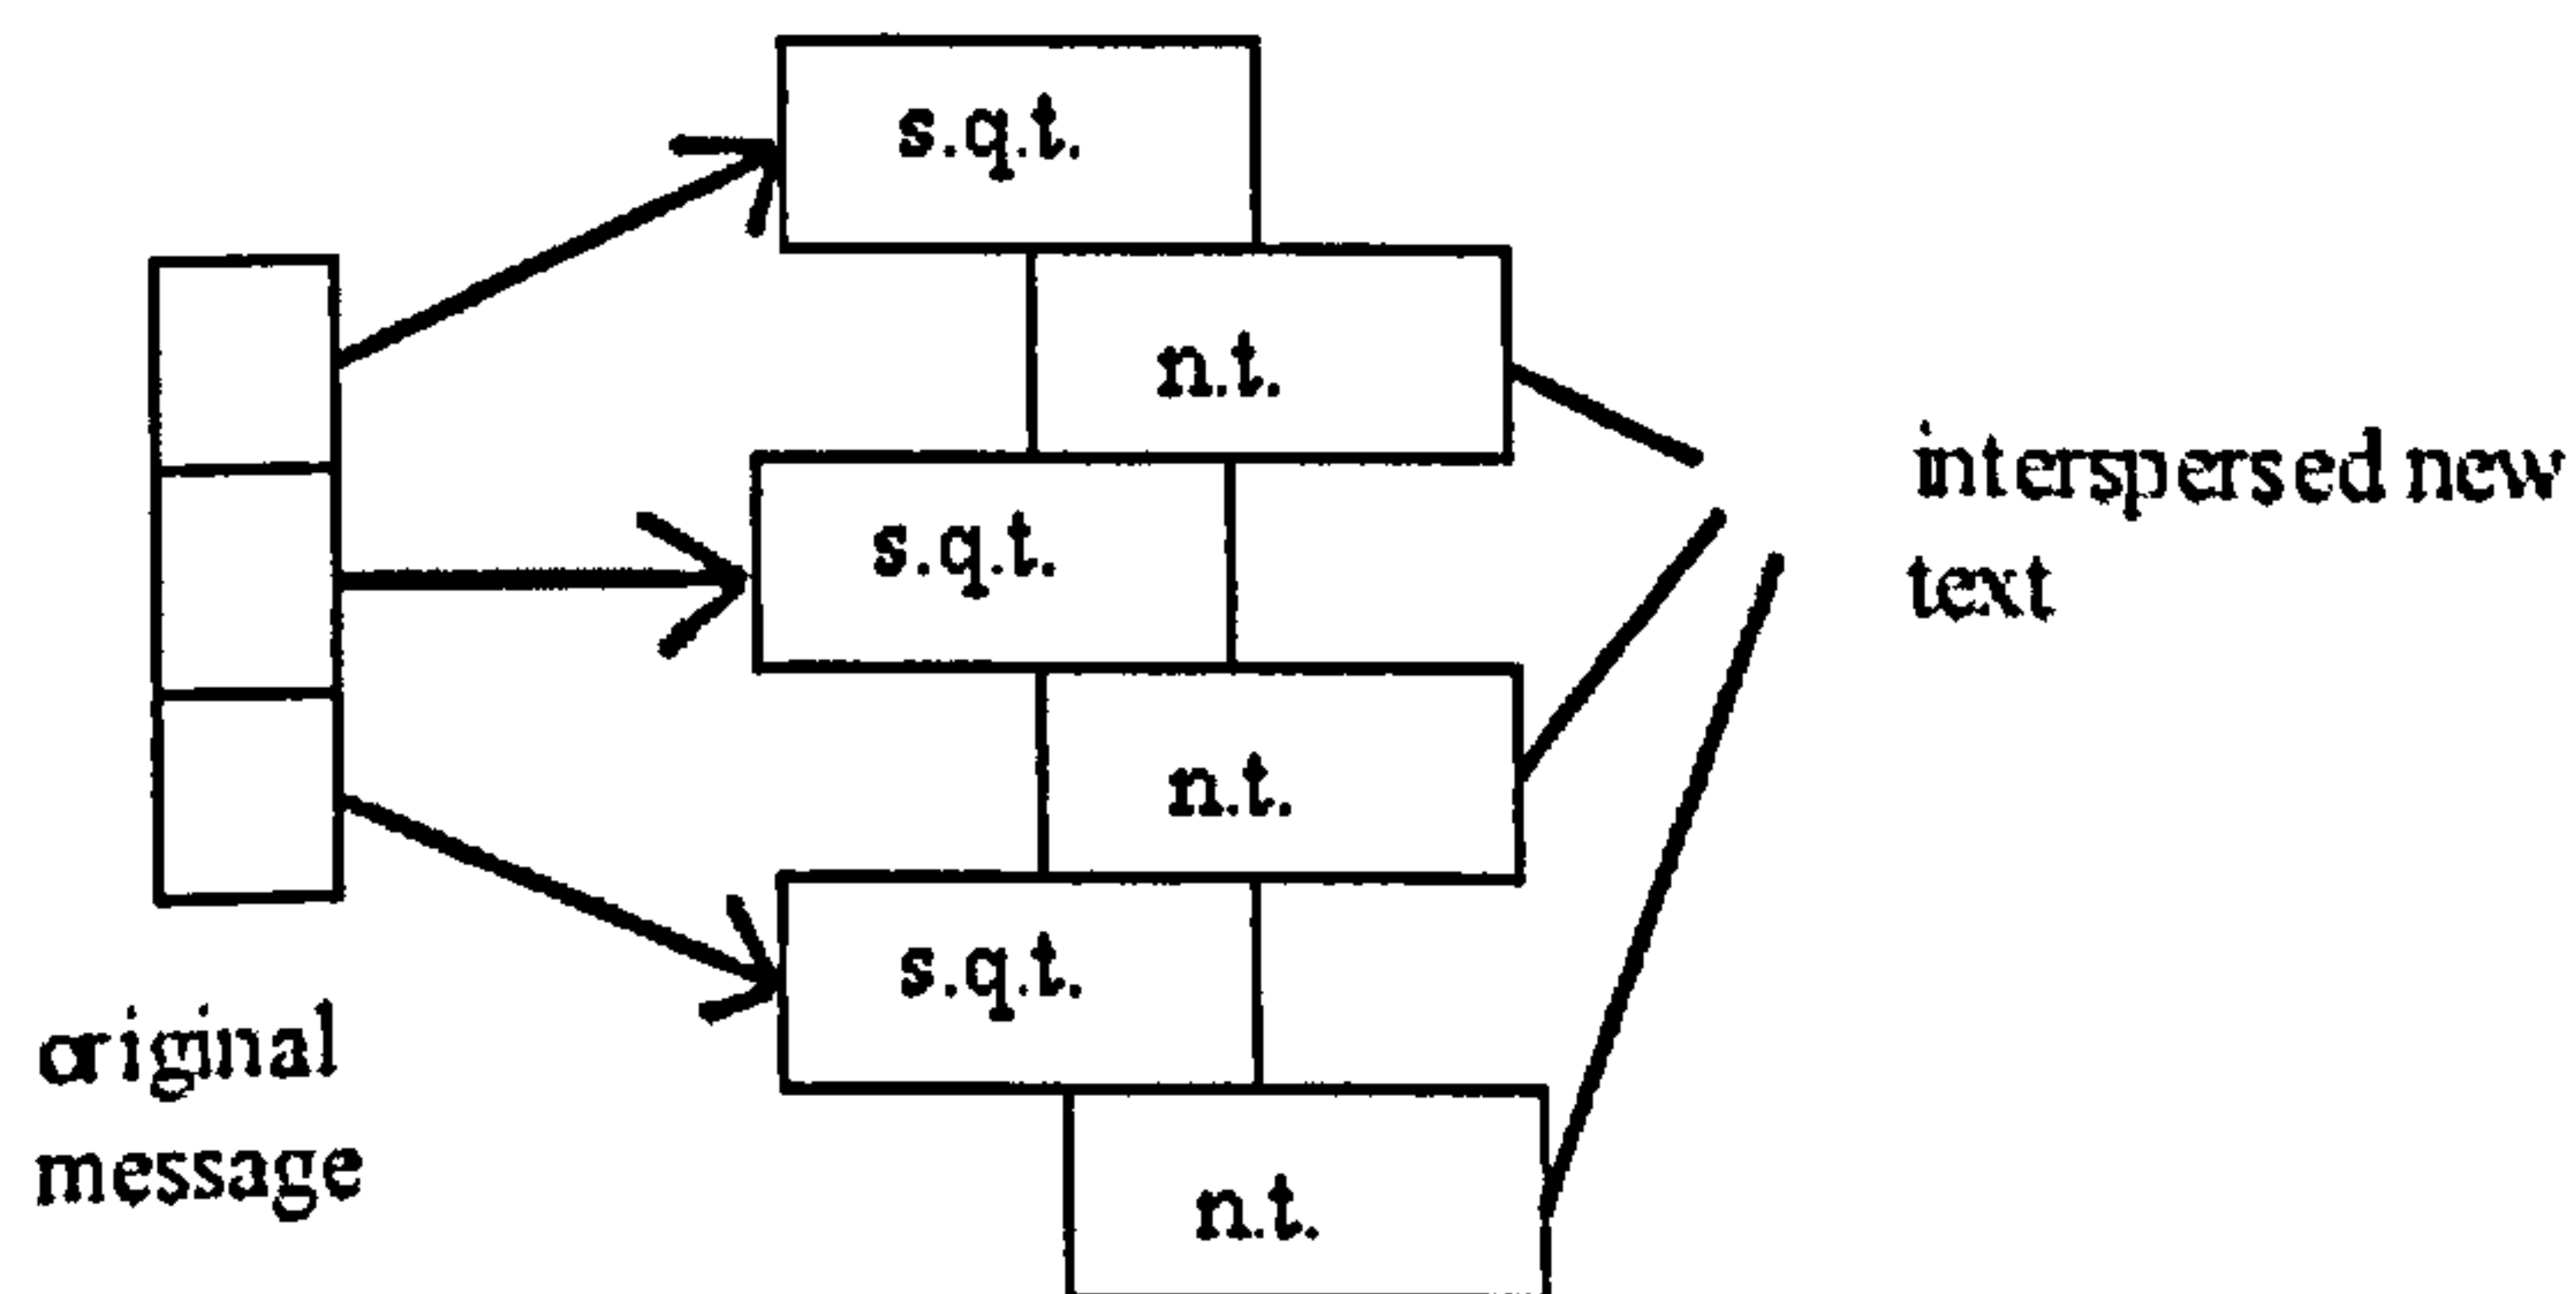 s.q.t.
n.t.
s.q.t.
n.t.
s.q.t.
n.t.
original
message
interspersed new
text